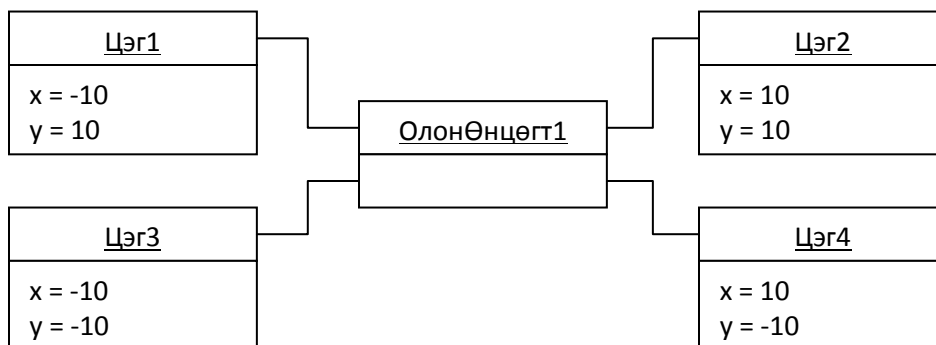 Цэг1
x = -10
y = 10
Цэг2
x = 10
y = 10
ОлонӨнцөгт1
Цэг3
x = -10
y = -10
Цэг4
x = 10
y = -10